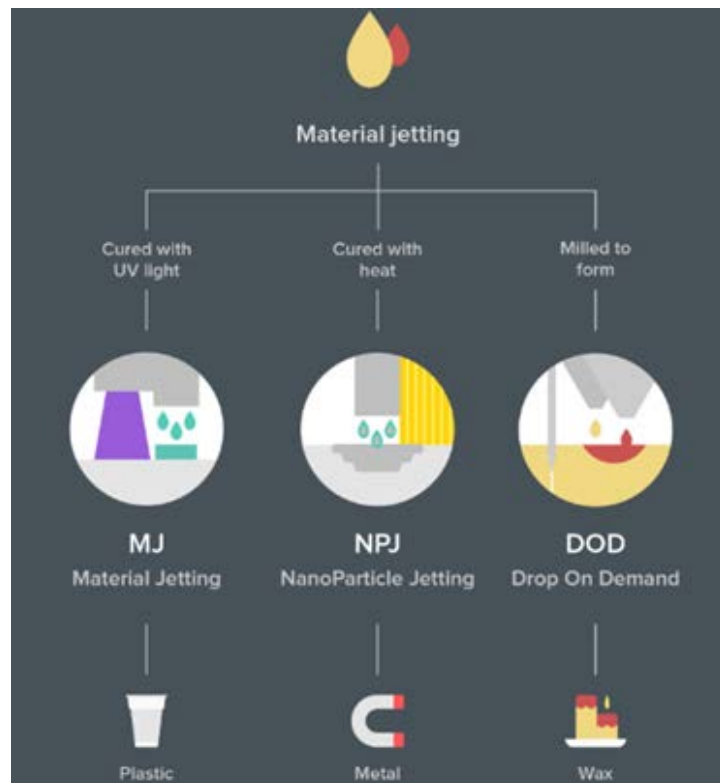 Material jetting
Cured with
UV light
Cured with
heat
Milled to
form
MJ
Material Jetting
NPJ
NanoParticle Jetting
DOD
Drop On Demand
Plastic
Metal
Wax